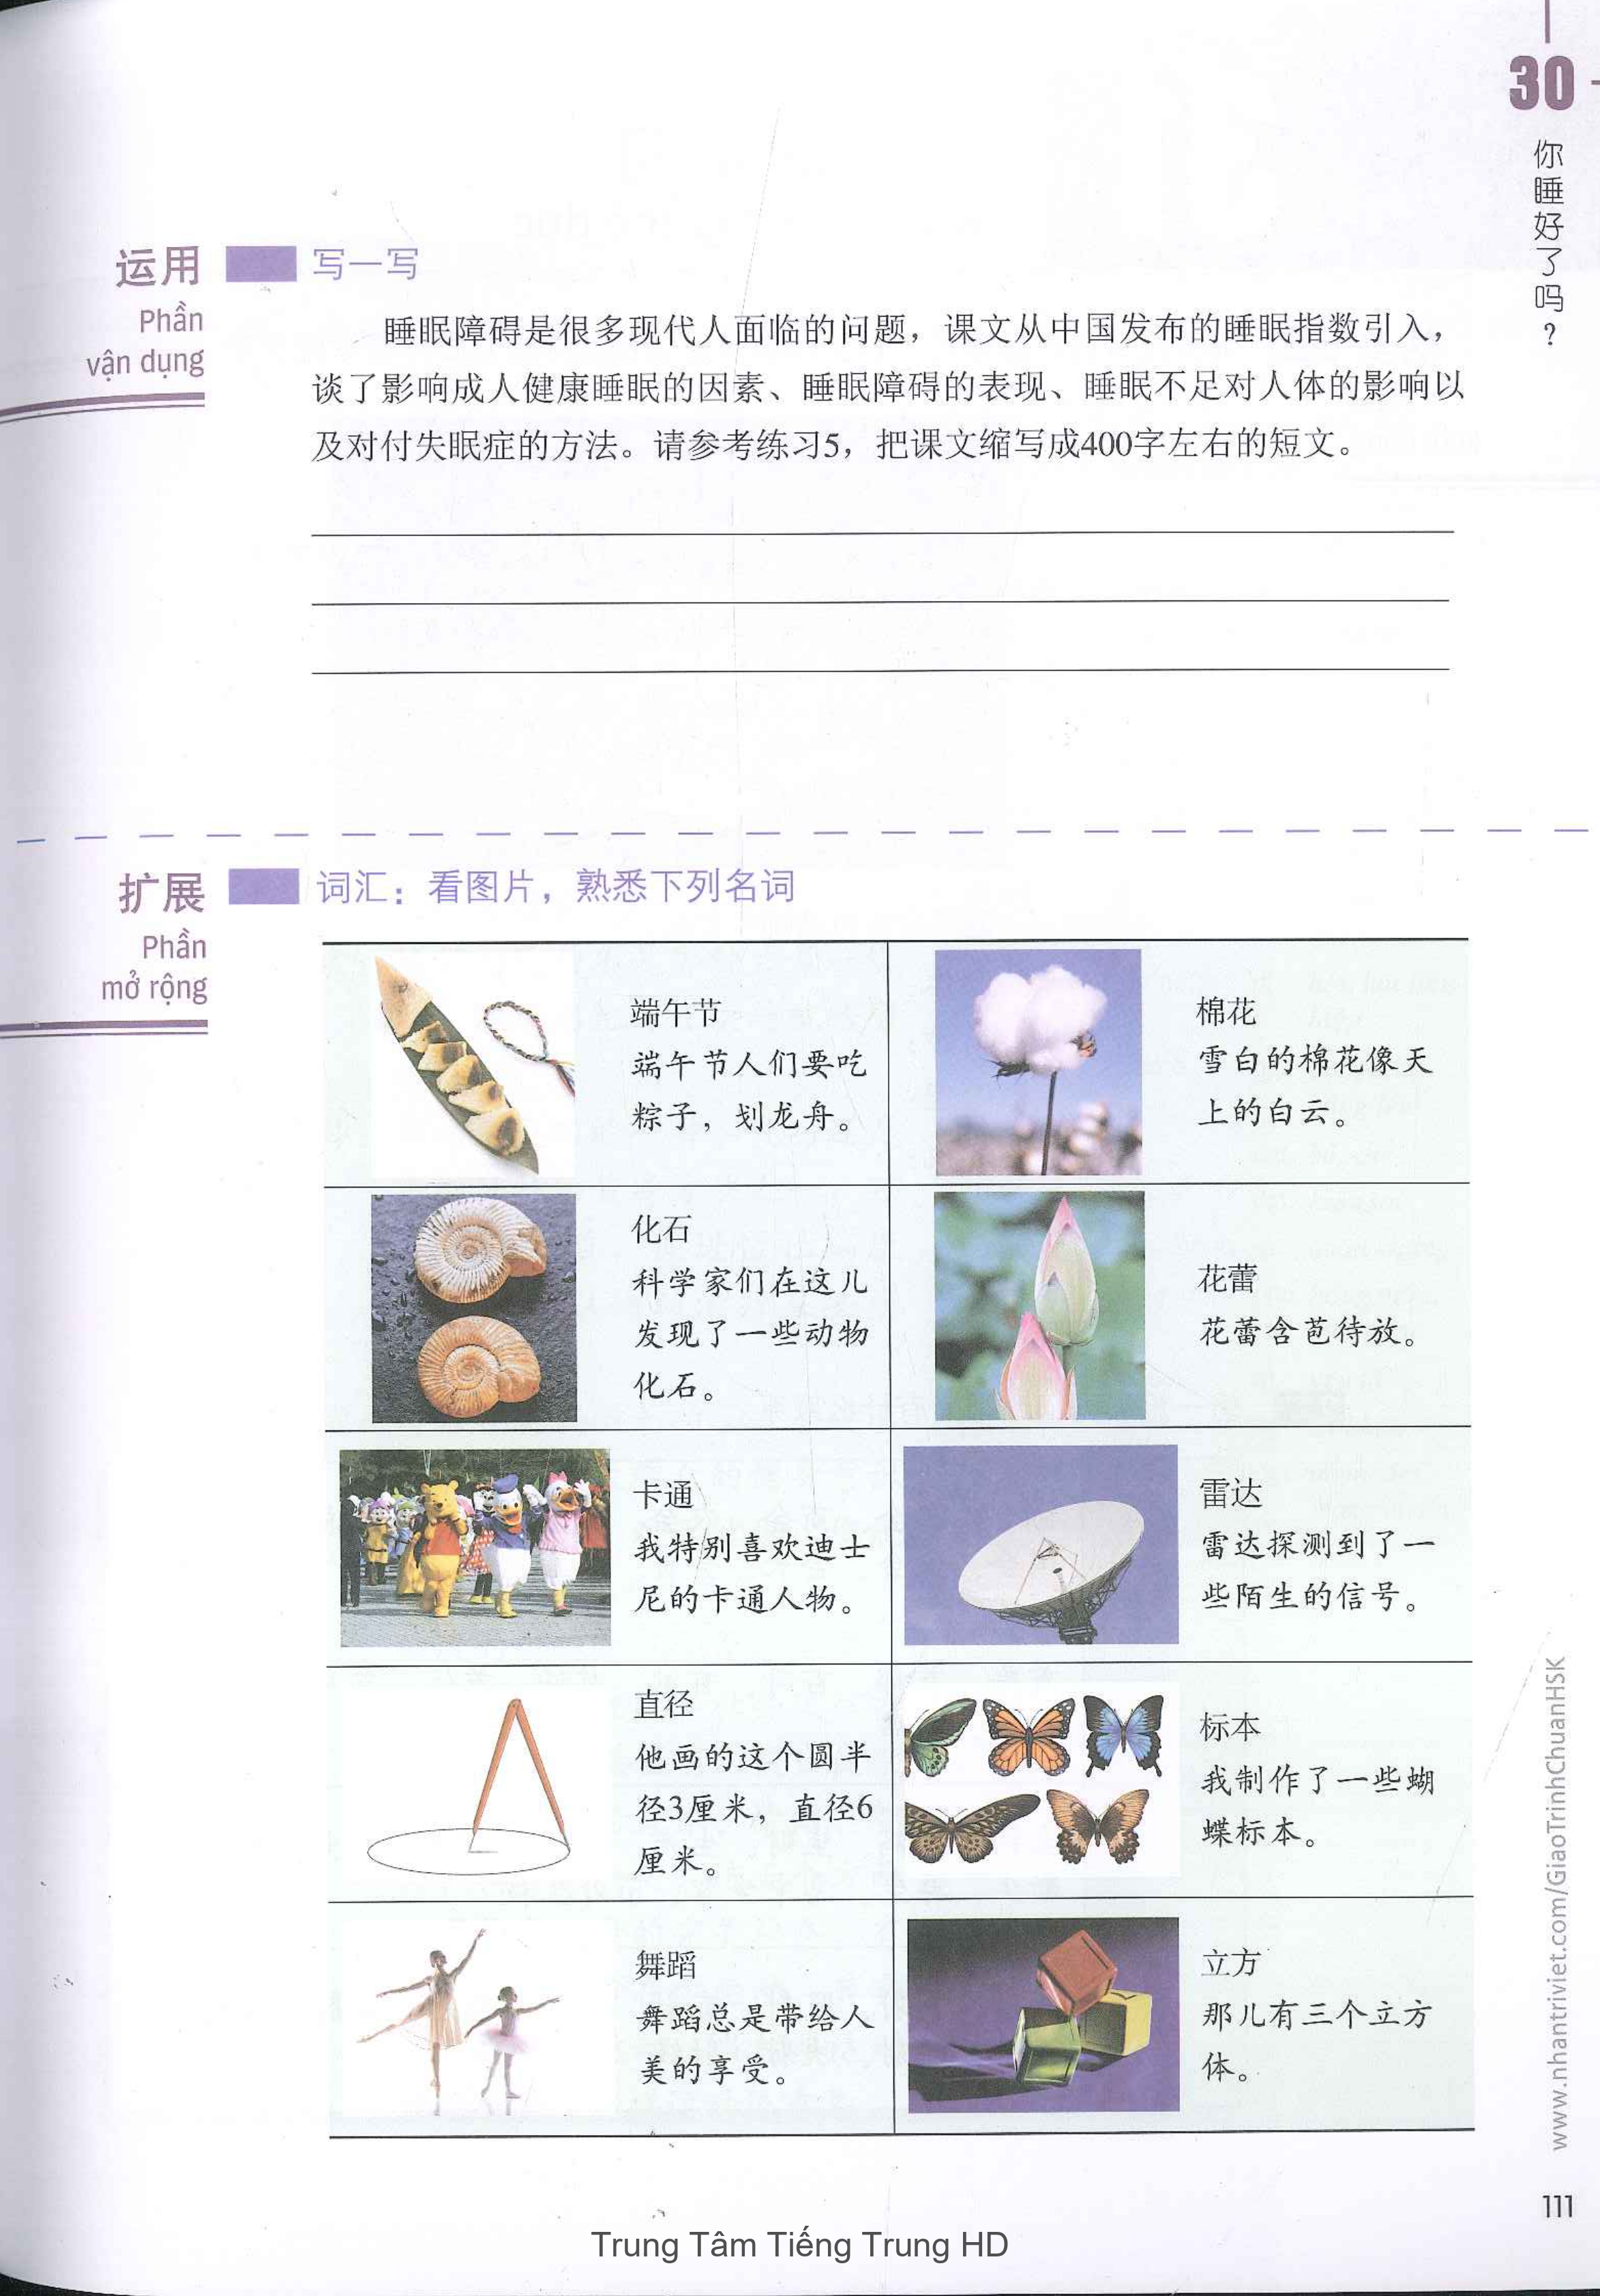 30
你睡好了吗？
运用
Phần
vận dụng
写一写
睡眠障碍是很多现代人面临的问题，课文从中国发布的睡眠指数引入，
谈了影响成人健康睡眠的因素、睡眠障碍的表现、睡眠不足对人体的影响以
及对付失眠症的方法。请参考练习5，把课文缩写成400字左右的短文。
扩展
Phần
mở rộng
词汇：看图片，熟悉下列名词
端午节
端午节人们要吃
粽子，划龙舟。
棉花
雪白的棉花像天
上的白云。
化石
科学家们在这儿
发现了一些动物
化石。
花蕾
花蕾含苞待放。
卡通
我特别喜欢迪士
尼的卡通人物。
雷达
雷达探测到了一
些陌生的信号。
直径
他画的这个圆半
径3厘米，直径6
厘米。
标本
我制作了一些蝴
蝶标本。
舞蹈
舞蹈总是带给人
美的享受。
立方
那儿有三个立方
体。
www.nhantriviet.com/GiaoTrinhChuanHSK
111
Trung Tâm Tiếng Trung HD